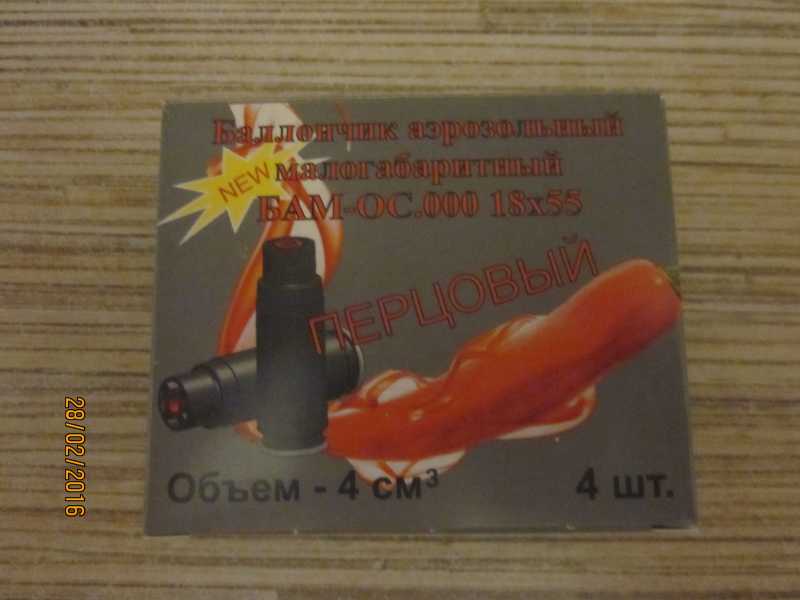 Баллончик аэрозольный
малогабаритный
NEW
БАМ-ОС.000 18х55
ПЕРЦОВЫЙ
Объем - 4 см³
4 шт.
28/02/2016